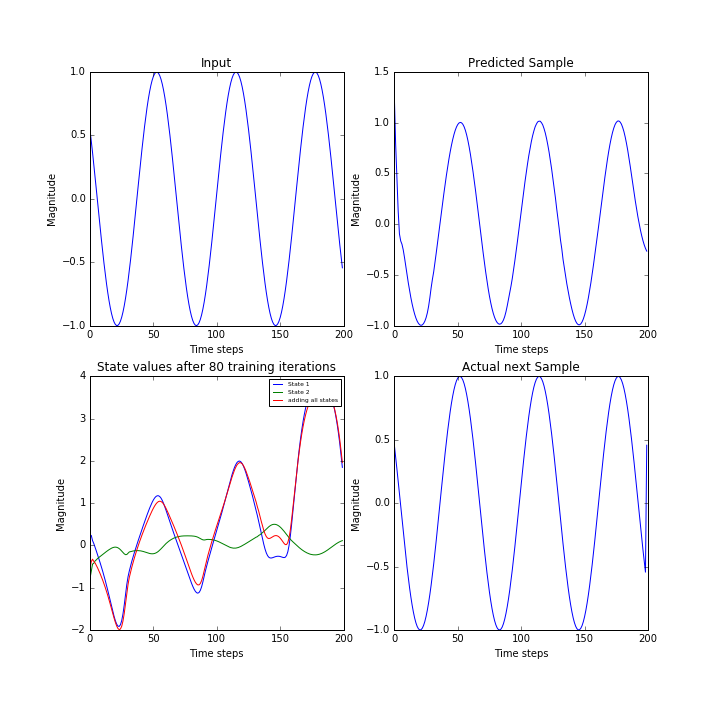 Input
1.0
0.5
0.0
−0.5
−1.0
0
50
100
150
200
Magnitude
Time steps
Predicted Sample
1.5
1.0
0.5
0.0
−0.5
−1.0
0
50
100
150
200
Magnitude
Time steps
State values after 80 training iterations
4
3
2
1
0
−1
−2
0
50
100
150
200
Magnitude
Time steps
State 1
State 2
adding all states
Actual next Sample
1.0
0.5
0.0
−0.5
−1.0
0
50
100
150
200
Magnitude
Time steps